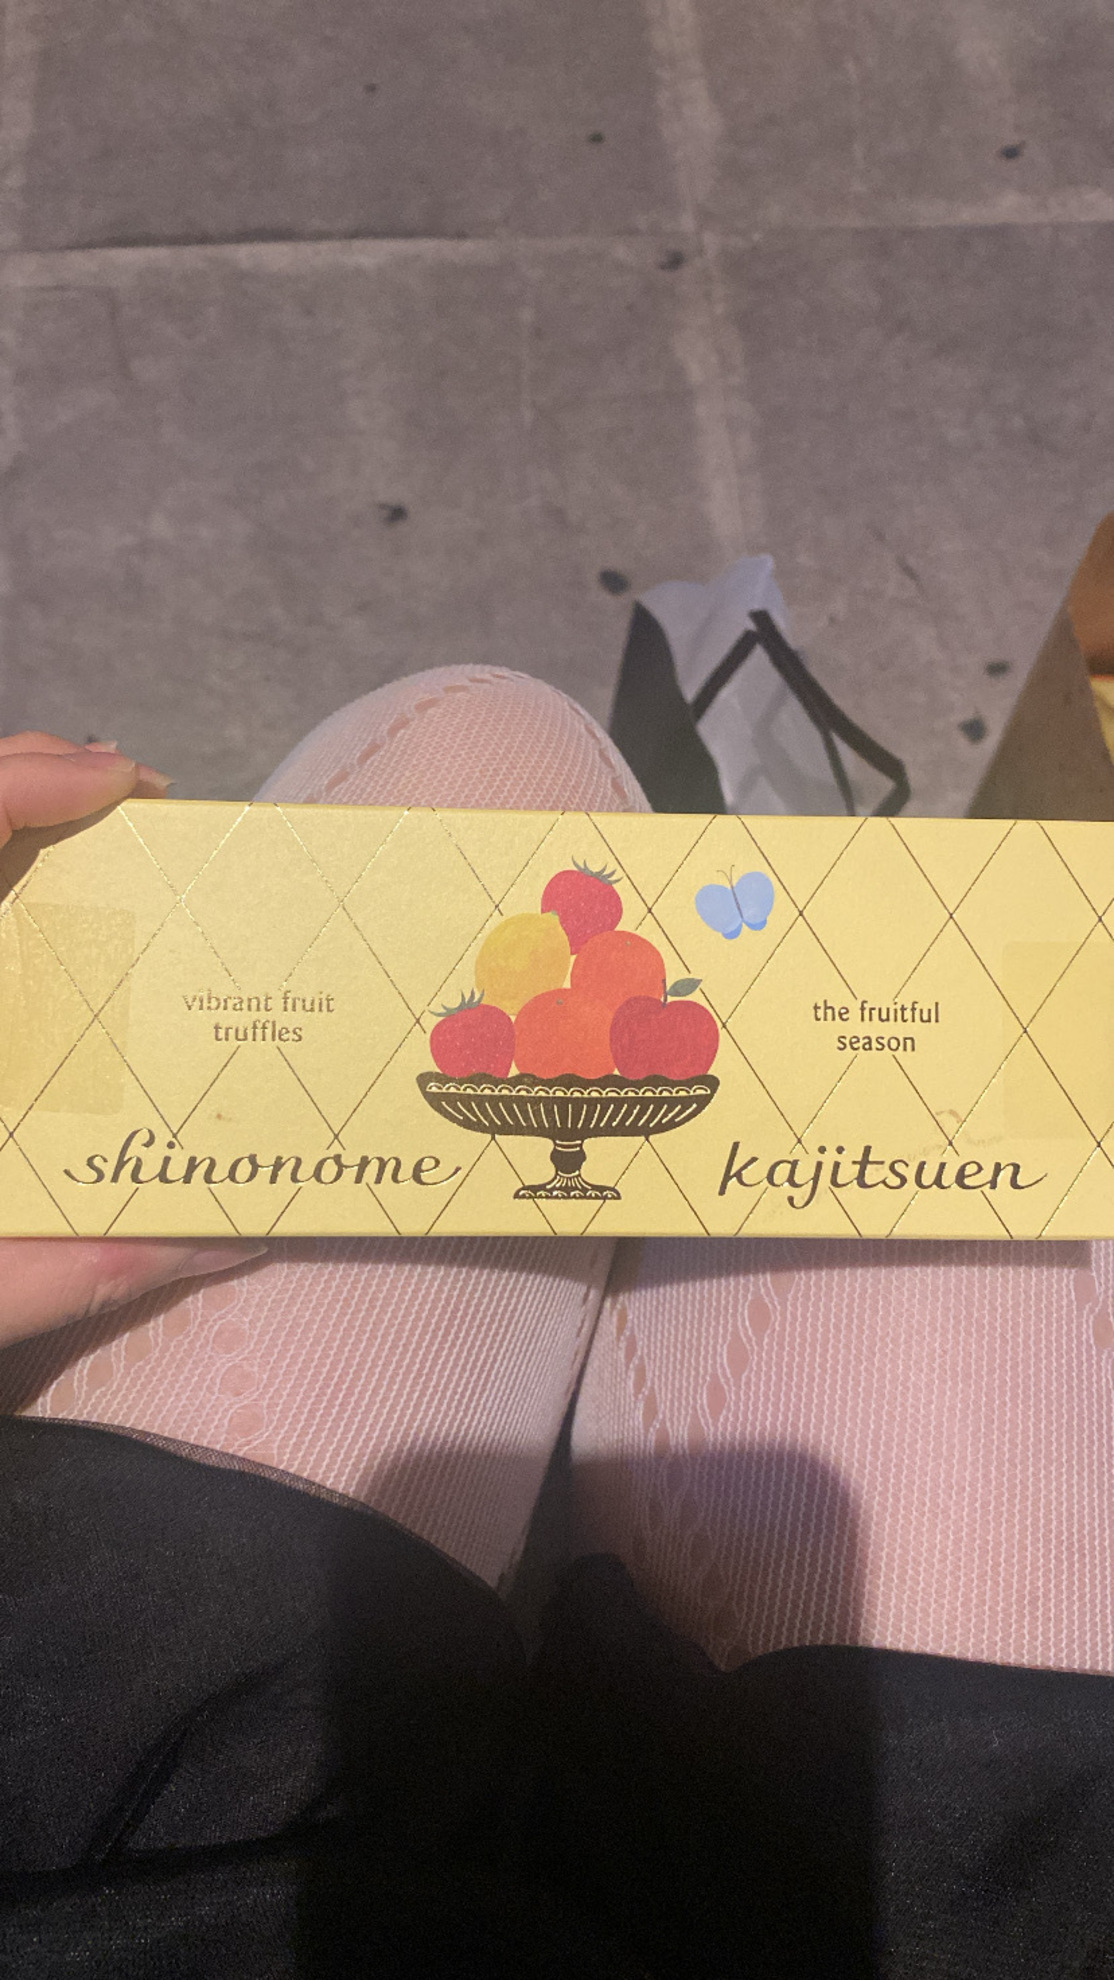 vibrant fruit
truffles
the fruitful
season
shinonome kajitsuen